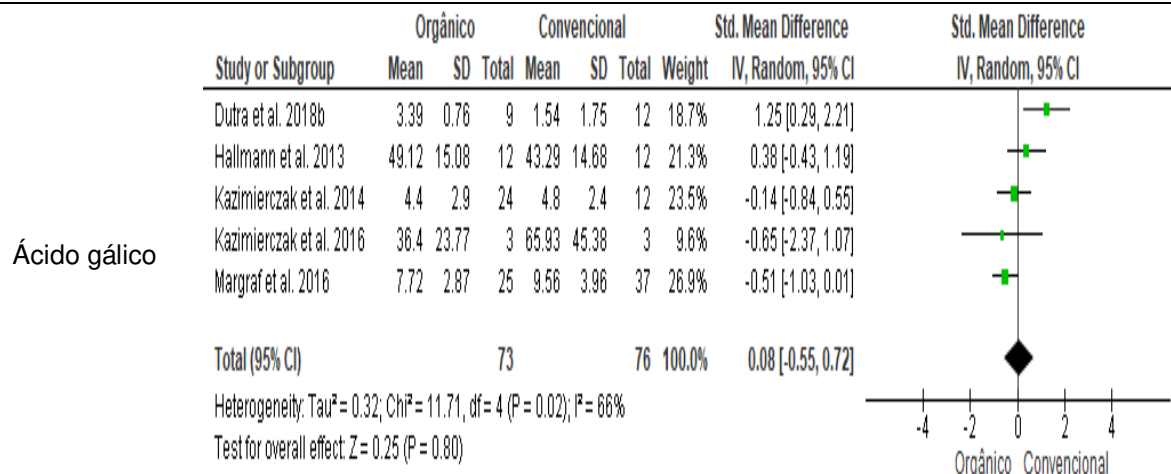 Orgânico Convencional Std. Mean Difference Std. Mean Difference
Study or Subgroup Mean SD Total Mean SD Total Weight IV, Random, 95% CI IV, Random, 95% CI
Dutra et al. 2018b 3.39 0.76 9 1.54 1.75 12 18.7% 1.25 [0.29, 2.21]
Hallmann et al. 2013 49.12 15.08 12 43.29 14.68 12 21.3% 0.38 [-0.43, 1.19]
Kazimierczak et al. 2014 4.4 2.9 24 4.8 2.4 12 23.5% -0.14 [-0.84, 0.55]
Kazimierczak et al. 2016 36.4 23.77 3 65.93 45.38 3 9.6% -0.65 [-2.37, 1.07]
Ácido gálico
Margraf et al. 2016 7.72 2.87 25 9.56 3.96 37 26.9% -0.51 [-1.03, 0.01]
Total (95% CI) 73 76 100.0% 0.08 [-0.55, 0.72]
Heterogeneity: Tau² = 0.32; Chi² = 11.71, df = 4 (P = 0.02); I² = 66%
Test for overall effect: Z = 0.25 (P = 0.80)
-4 -2 0 2 4
Orgânico Convencional